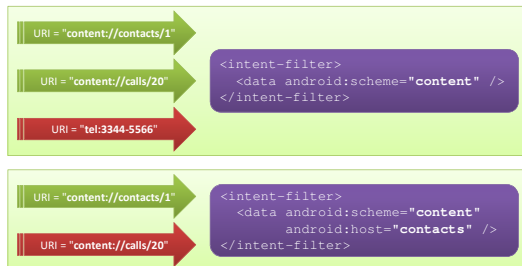 URI = "content://contacts/1"
URI = "content://calls/20"
URI = "tel:3344-5566"
<intent-filter>
<data android:scheme="content" />
</intent-filter>
URI = "content://contacts/1"
URI = "content://calls/20"
<intent-filter>
<data android:scheme="content"
android:host="contacts" />
</intent-filter>